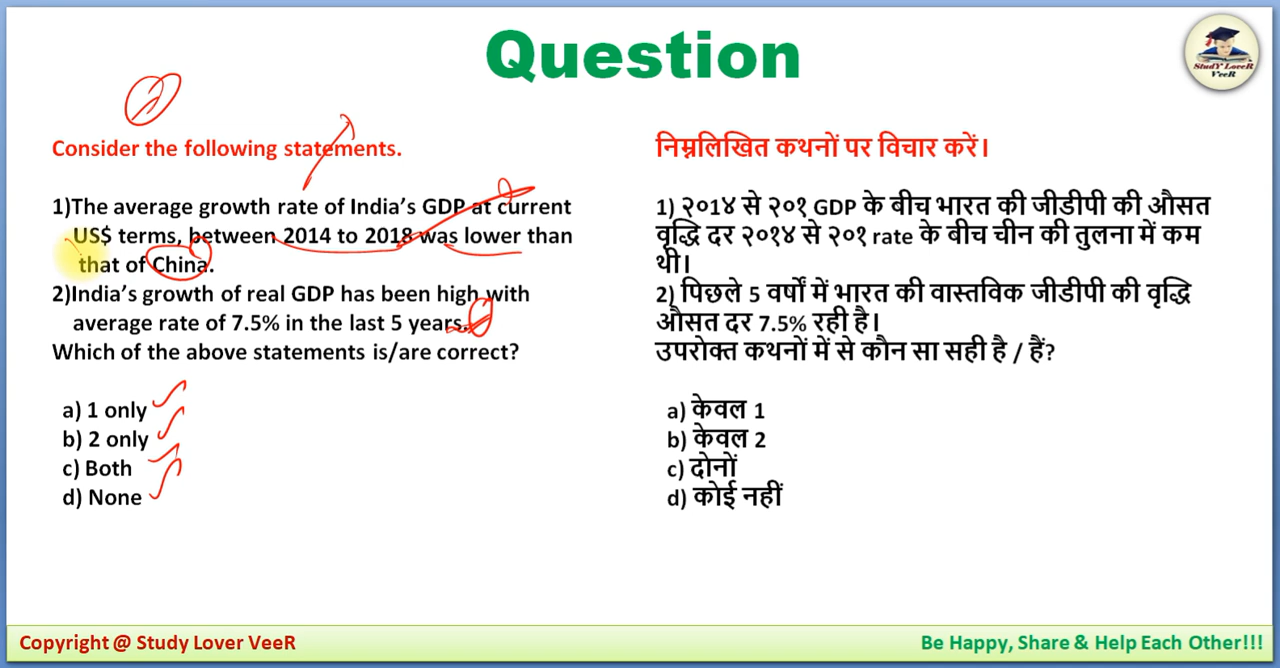 Question
StudY LoveR
VeeR
Consider the following statements.
1)The average growth rate of India's GDP at current
US$ terms, between 2014 to 2018 was lower than
that of China.
2)India's growth of real GDP has been high with
average rate of 7.5% in the last 5 years.
Which of the above statements is/are correct?
a) 1 only
b) 2 only
c) Both
d) None
निम्नलिखित कथनों पर विचार करें।
1) २०1४ से २०१ GDP के बीच भारत की जीडीपी की औसत
वृद्धि दर २०१४ से २०१ rate के बीच चीन की तुलना में कम
थी।
2) पिछले 5 वर्षों में भारत की वास्तविक जीडीपी की वृद्धि
औसत दर 7.5% रही है।
उपरोक्त कथनों में से कौन सा सही है / हैं?
a) केवल 1
b) केवल 2
c) दोनों
d) कोई नहीं
Copyright @ Study Lover VeeR
Be Happy, Share & Help Each Other!!!